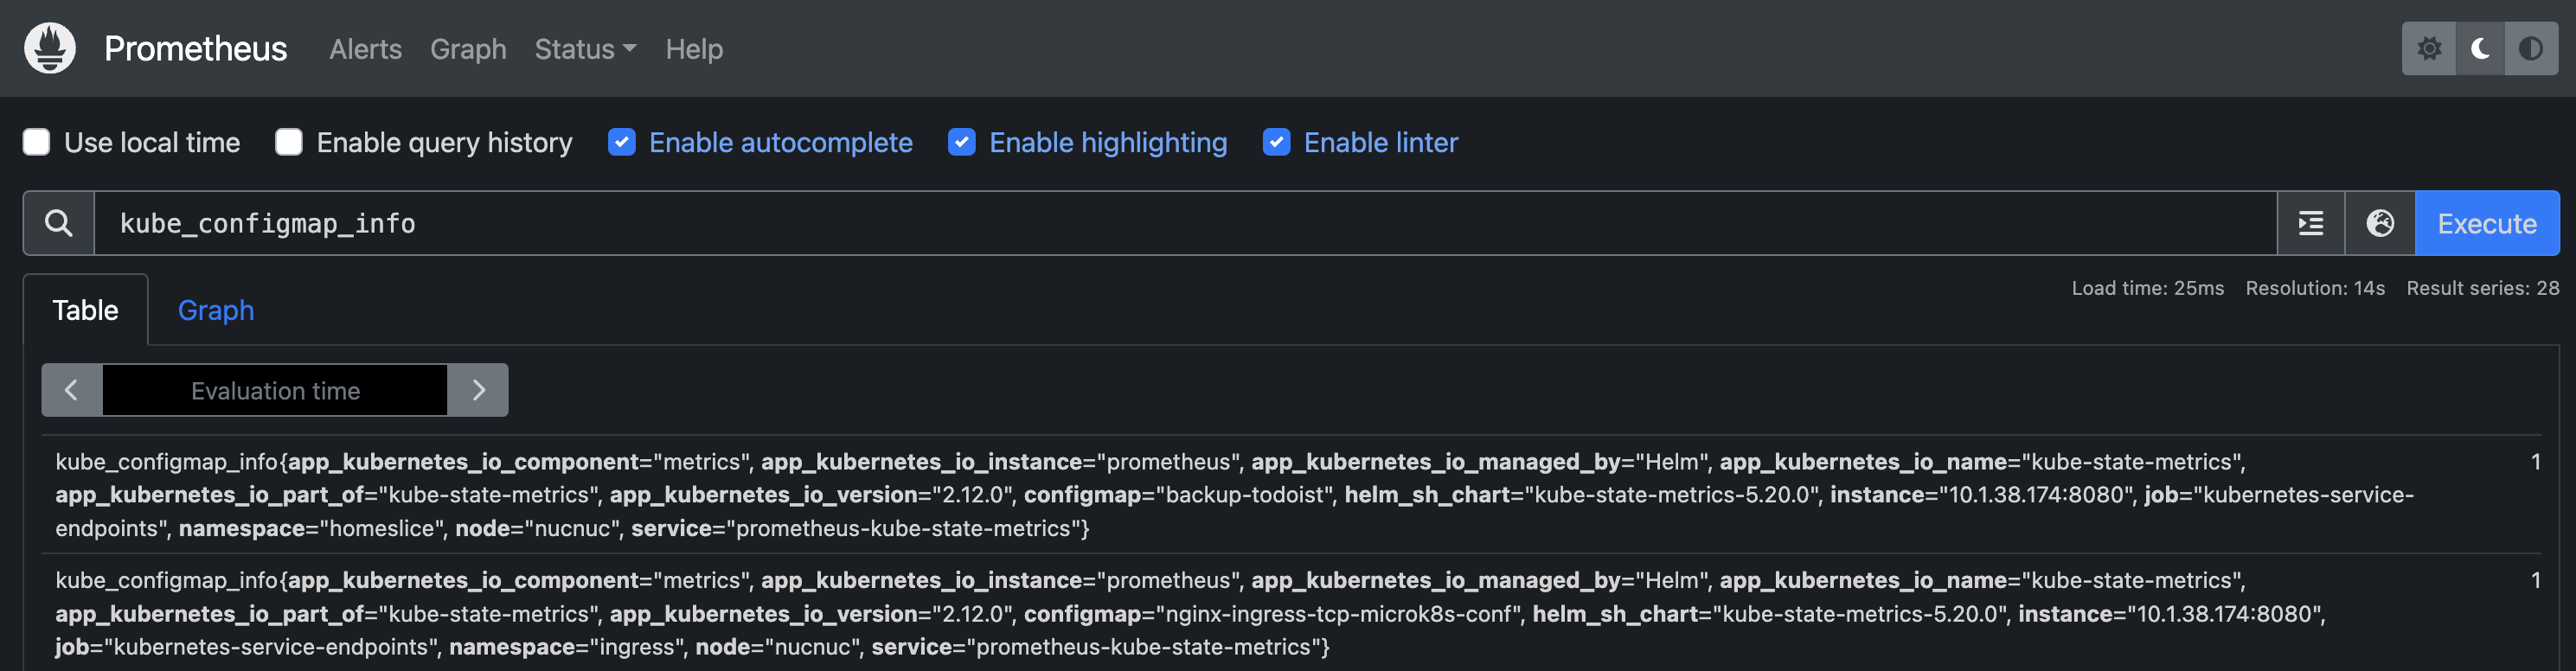 Prometheus Alerts Graph Status Help
Use local time Enable query history Enable autocomplete Enable highlighting Enable linter
kube_configmap_info Execute
Table Graph Load time: 25ms Resolution: 14s Result series: 28
Evaluation time
kube_configmap_info{app_kubernetes_io_component="metrics", app_kubernetes_io_instance="prometheus", app_kubernetes_io_managed_by="Helm", app_kubernetes_io_name="kube-state-metrics", 1
app_kubernetes_io_part_of="kube-state-metrics", app_kubernetes_io_version="2.12.0", configmap="backup-todoist", helm_sh_chart="kube-state-metrics-5.20.0", instance="10.1.38.174:8080", job="kubernetes-service-
endpoints", namespace="homeslice", node="nucnuc", service="prometheus-kube-state-metrics"}
kube_configmap_info{app_kubernetes_io_component="metrics", app_kubernetes_io_instance="prometheus", app_kubernetes_io_managed_by="Helm", app_kubernetes_io_name="kube-state-metrics", 1
app_kubernetes_io_part_of="kube-state-metrics", app_kubernetes_io_version="2.12.0", configmap="nginx-ingress-tcp-microk8s-conf", helm_sh_chart="kube-state-metrics-5.20.0", instance="10.1.38.174:8080",
job="kubernetes-service-endpoints", namespace="ingress", node="nucnuc", service="prometheus-kube-state-metrics"}